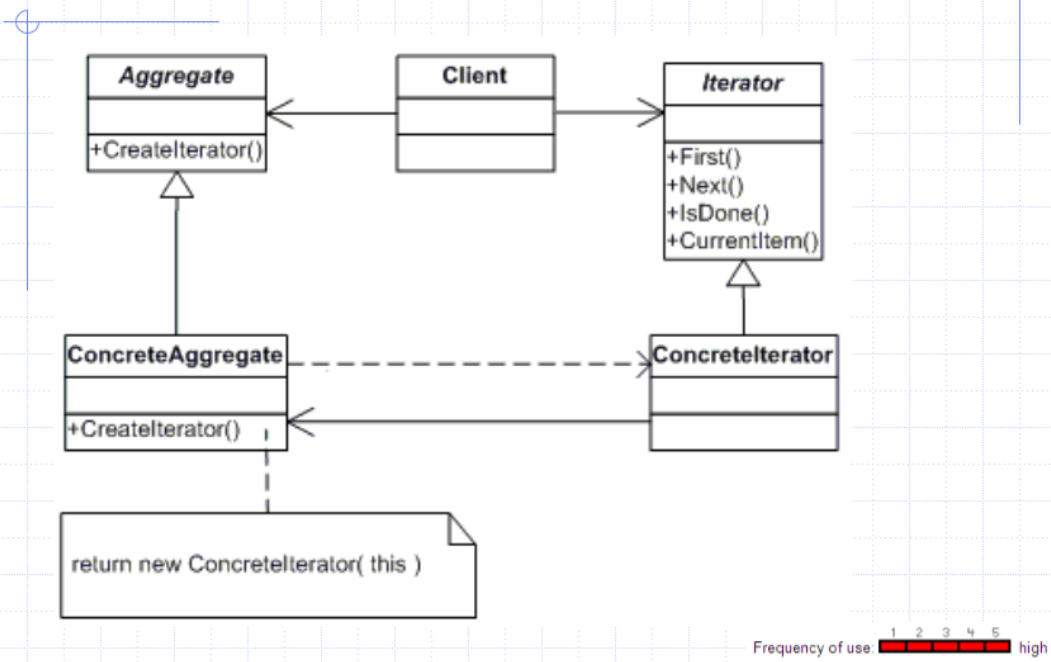 Aggregate
+CreateIterator()
Client
Iterator
+First()
+Next()
+IsDone()
+CurrentItem()
ConcreteAggregate
+CreateIterator()
ConcreteIterator
return new ConcreteIterator( this )
1 2 3 4 5
Frequency of use: high